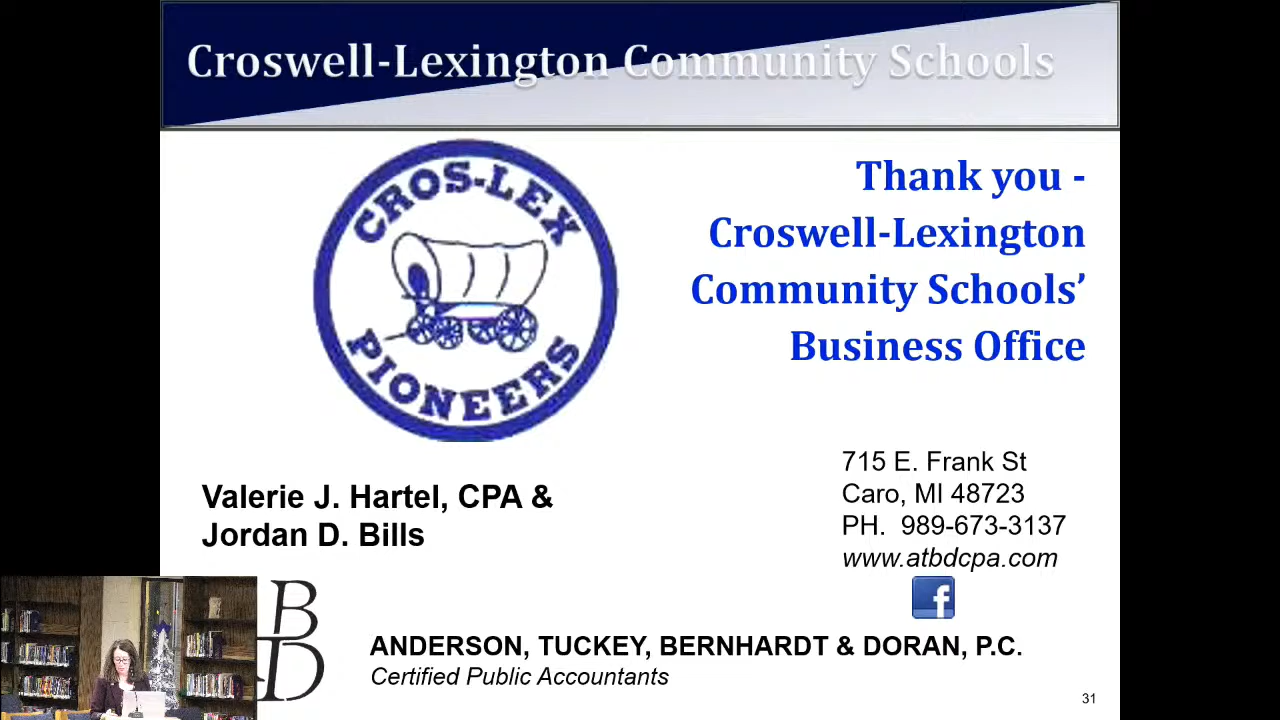 Croswell-Lexington Community Schools
CROS-LEX
PIONEERS
Thank you -
Croswell-Lexington
Community Schools’
Business Office
Valerie J. Hartel, CPA &
Jordan D. Bills
715 E. Frank St
Caro, MI 48723
PH. 989-673-3137
www.atbdcpa.com
f
B
D
ANDERSON, TUCKEY, BERNHARDT & DORAN, P.C.
Certified Public Accountants
31